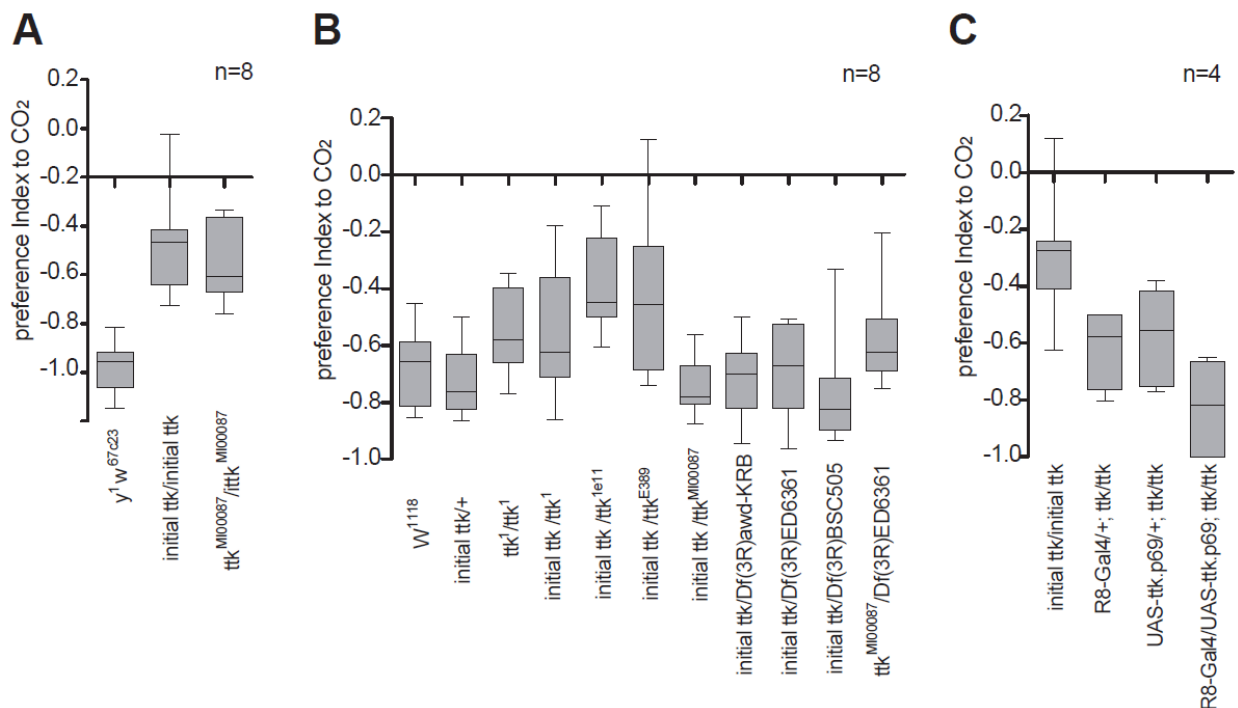 A
n=8
preference Index to CO₂
0.2
0.0
-0.2
-0.4
-0.6
-0.8
-1.0
y¹w⁶⁷ᶜ²³
initial ttk/initial ttk
ttkᴹᴵ⁰⁰⁰⁸⁷/ittkᴹᴵ⁰⁰⁰⁸⁷
B
n=8
preference Index to CO₂
0.2
0.0
-0.2
-0.4
-0.6
-0.8
-1.0
W¹¹¹⁸
initial ttk/+
ttk¹/ttk¹
initial ttk /ttk¹
initial ttk /ttk¹ᵉ¹¹
initial ttk /ttkᴱ³⁸⁹
initial ttk /ttkᴹᴵ⁰⁰⁰⁸⁷
initial ttk/Df(3R)awd-KRB
initial ttk/Df(3R)ED6361
initial ttk/Df(3R)BSC505
ttkᴹᴵ⁰⁰⁰⁸⁷/Df(3R)ED6361
C
n=4
preference Index to CO₂
0.2
0.0
-0.2
-0.4
-0.6
-0.8
-1.0
initial ttk/initial ttk
R8-Gal4/+; ttk/ttk
UAS-ttk.p69/+; ttk/ttk
R8-Gal4/UAS-ttk.p69; ttk/ttk